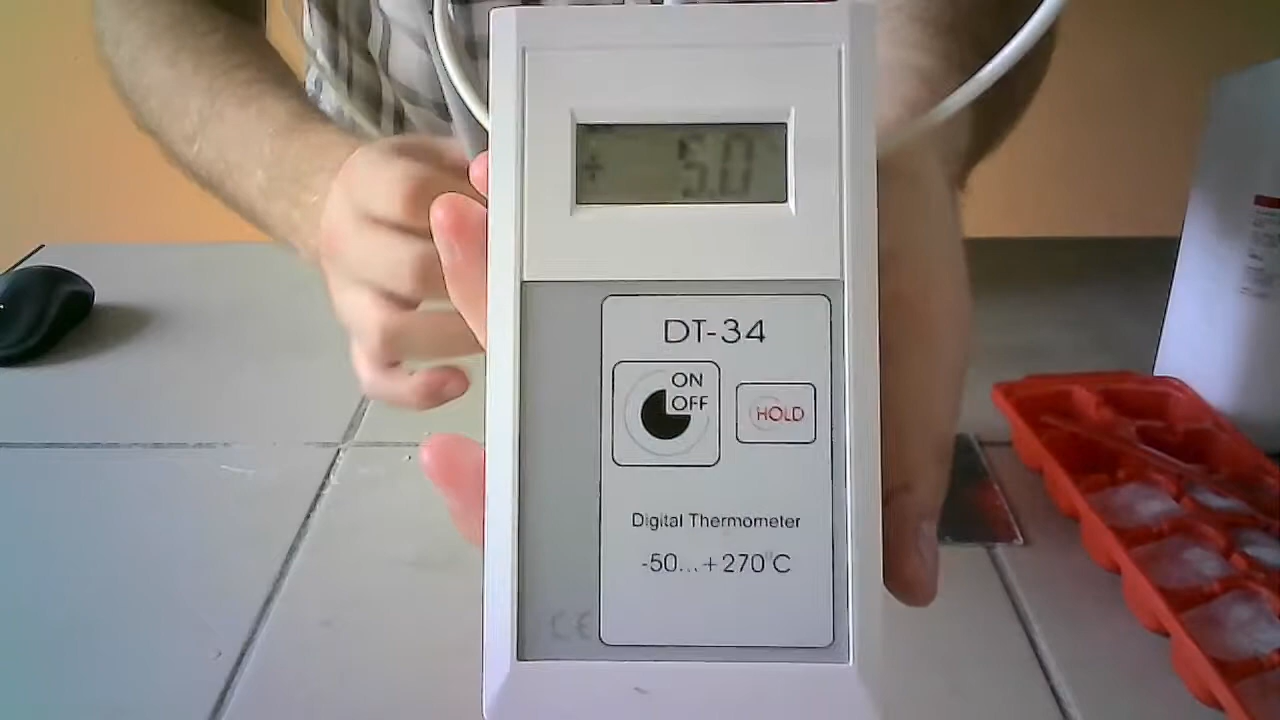 + 5.0
DT-34
ON
OFF
HOLD
Digital Thermometer
-50...+270°C
CE